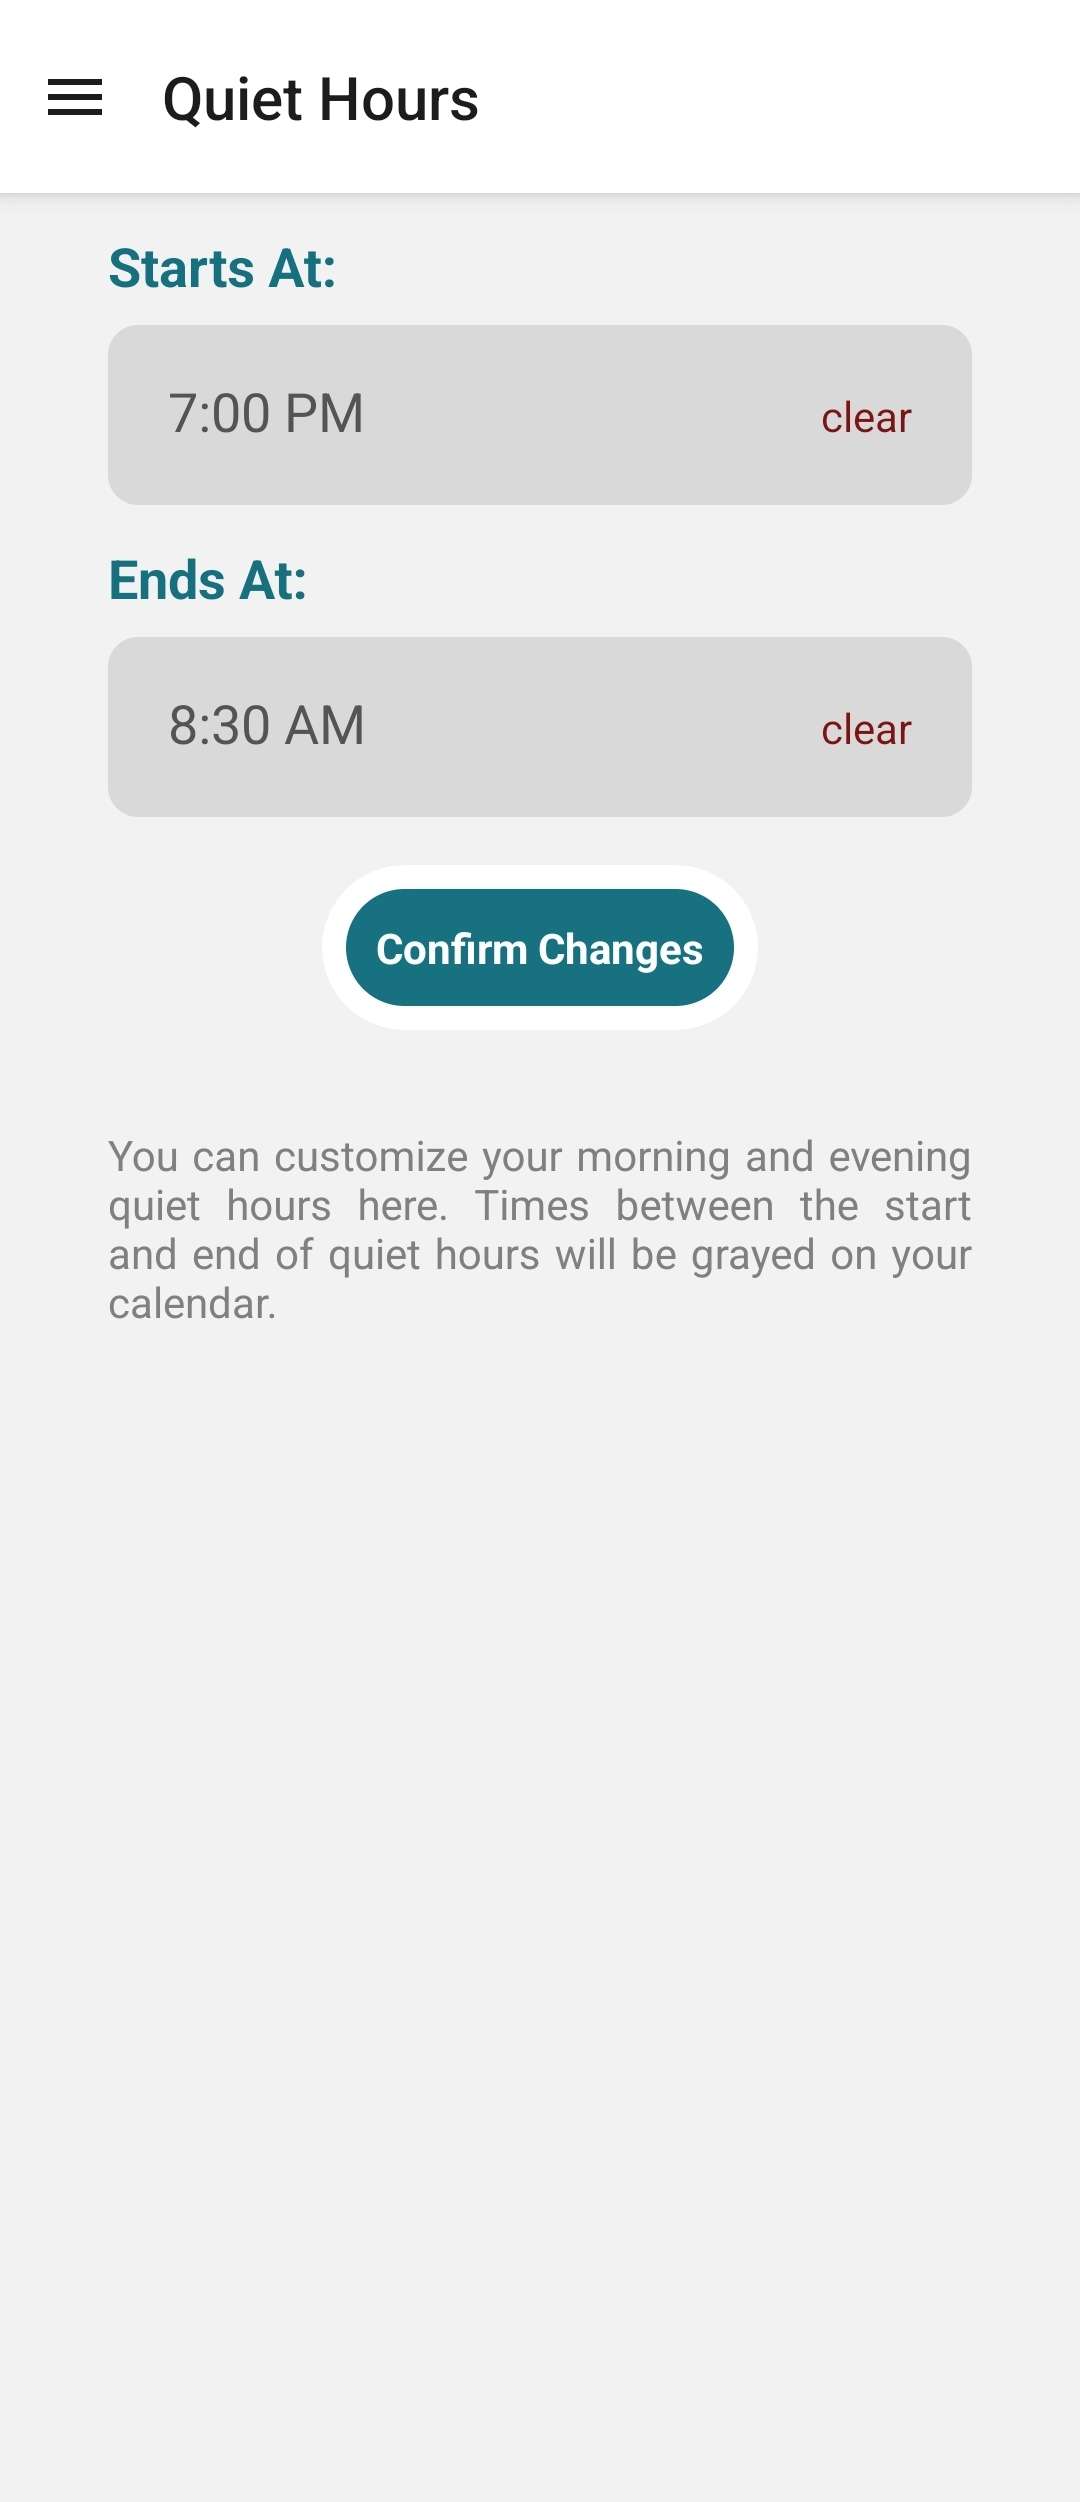 Quiet Hours
Starts At:
7:00 PM
clear
Ends At:
8:30 AM
clear
Confirm Changes
You can customize your morning and evening
quiet hours here. Times between the start
and end of quiet hours will be grayed on your
calendar.